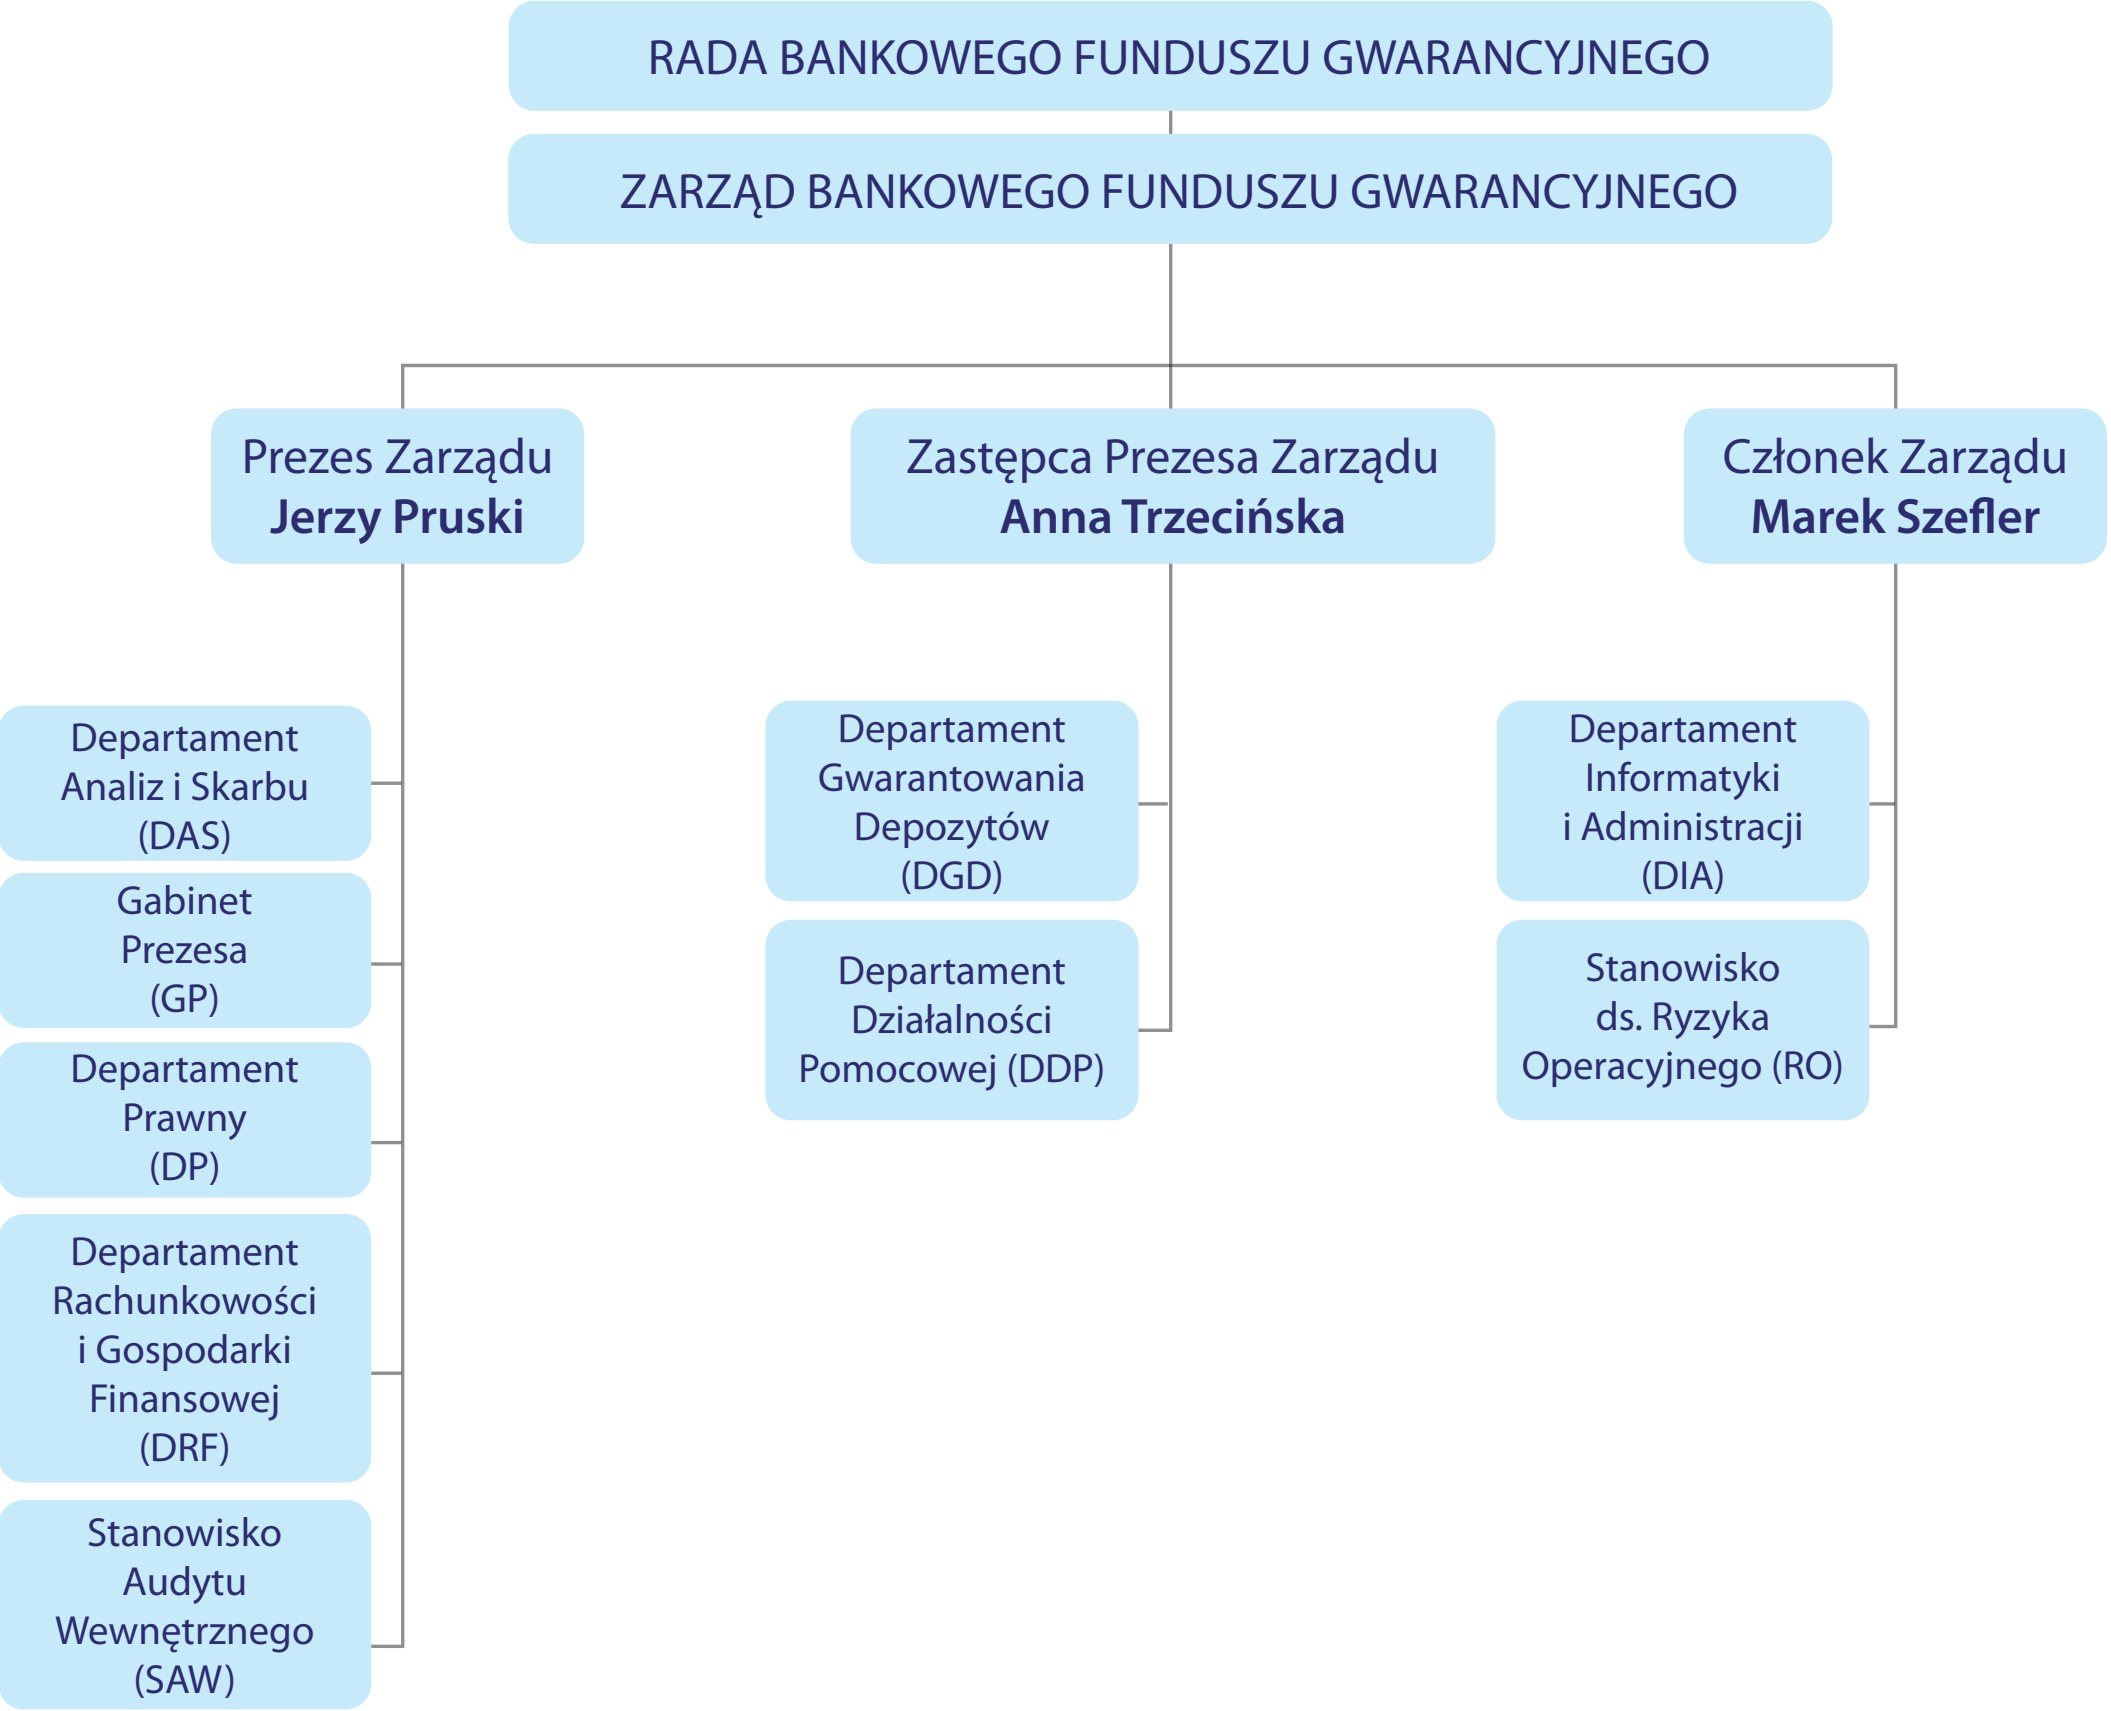 RADA BANKOWEGO FUNDUSZU GWARANCYJNEGO
ZARZĄD BANKOWEGO FUNDUSZU GWARANCYJNEGO
Prezes Zarządu
Jerzy Pruski
Zastępca Prezesa Zarządu
Anna Trzecińska
Członek Zarządu
Marek Szefler
Departament
Analiz i Skarbu
(DAS)
Gabinet
Prezesa
(GP)
Departament
Prawny
(DP)
Departament
Rachunkowości
i Gospodarki
Finansowej
(DRF)
Stanowisko
Audytu
Wewnętrznego
(SAW)
Departament
Gwarantowania
Depozytów
(DGD)
Departament
Działalności
Pomocowej (DDP)
Departament
Informatyki
i Administracji
(DIA)
Stanowisko
ds. Ryzyka
Operacyjnego (RO)